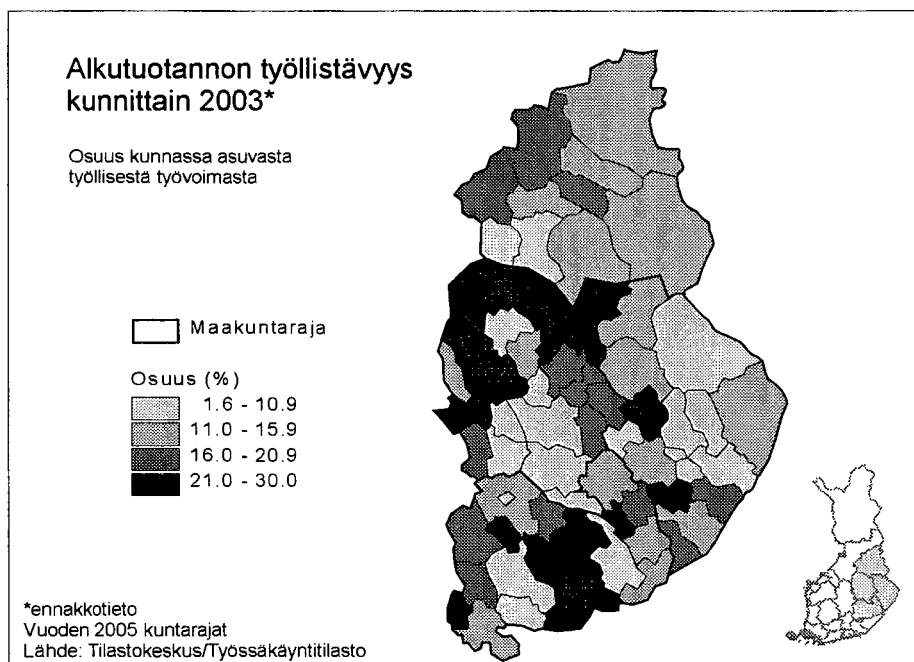 Alkutuotannon työllistävyys
kunnittain 2003*
Osuus kunnassa asuvasta
työllisestä työvoimasta
Maakuntaraja
Osuus (%)
1.6 - 10.9
11.0 - 15.9
16.0 - 20.9
21.0 - 30.0
*ennakkotieto
Vuoden 2005 kuntarajat
Lähde: Tilastokeskus/Työssäkäyntitilasto